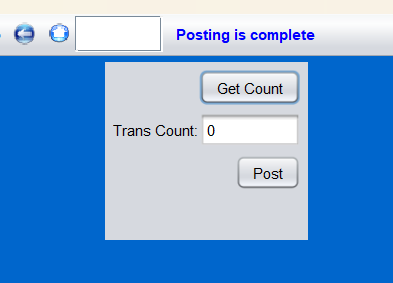 Posting is complete
Get Count
Trans Count: 0
Post